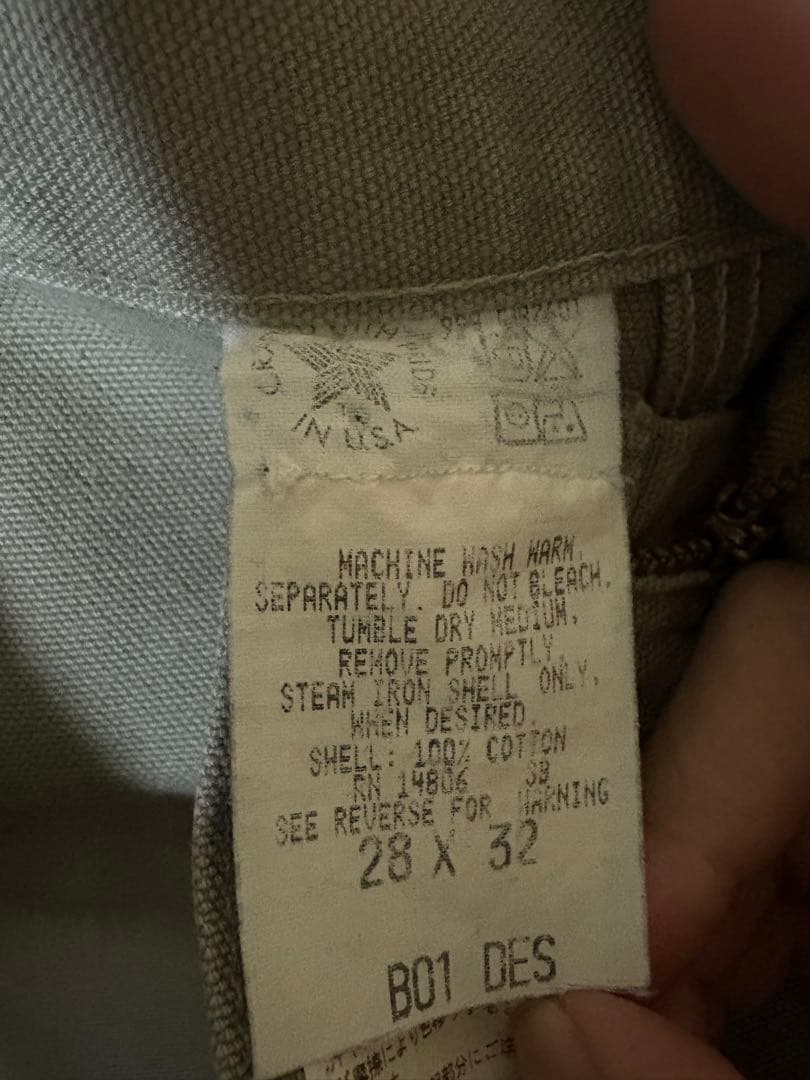 IN U.S.A
MACHINE WASH WARM.
SEPARATELY. DO NOT BLEACH.
TUMBLE DRY MEDIUM.
REMOVE PROMPTLY.
STEAM IRON SHELL ONLY.
WHEN DESIRED.
SHELL: 100% COTTON
RN 14806 SB
SEE REVERSE FOR WARNING
28 X 32
B01 DES